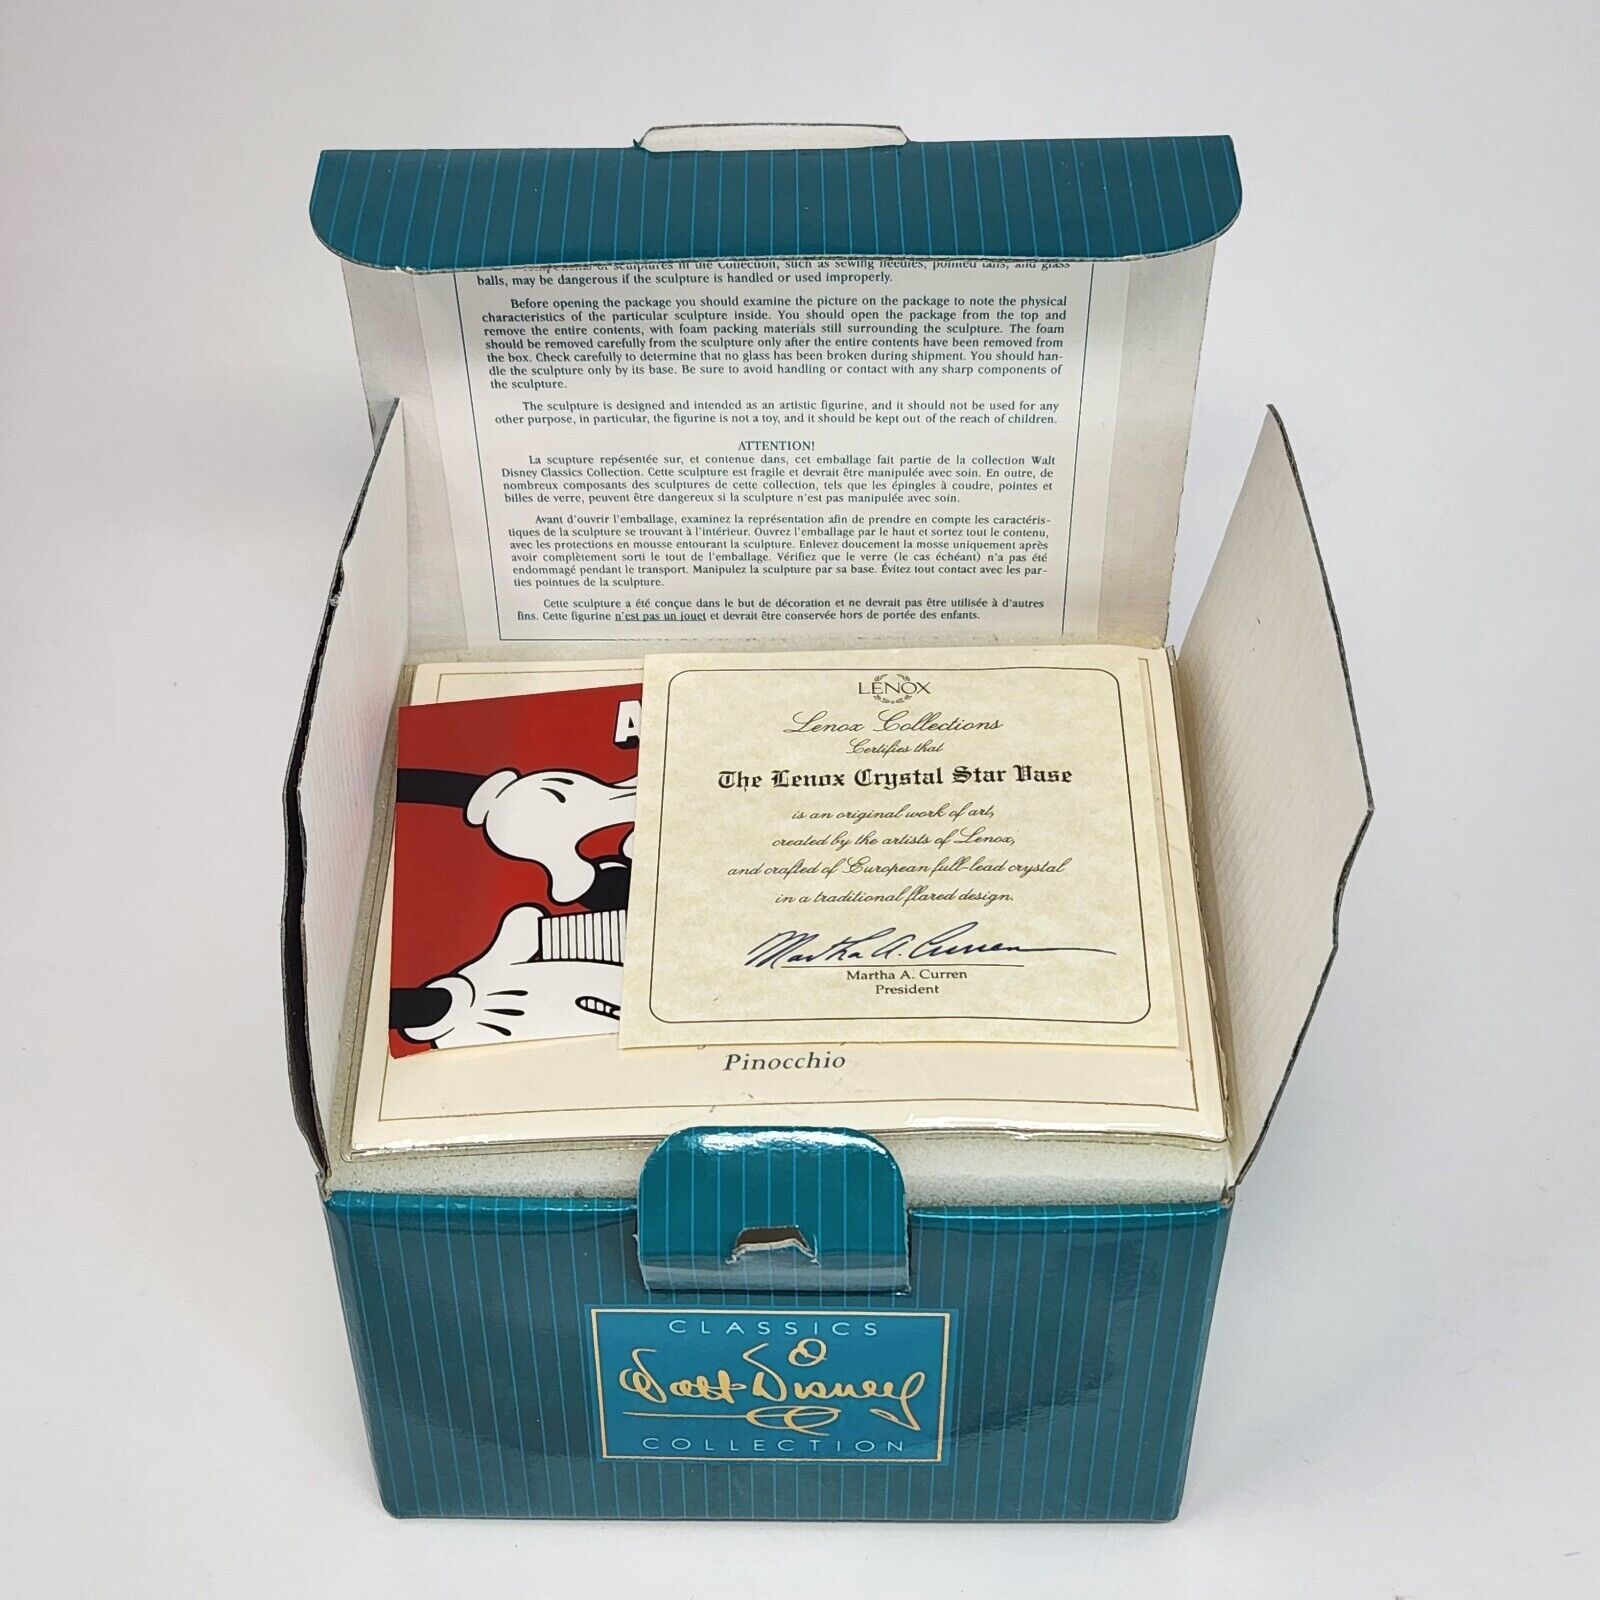 sculptures in the Collection, such as sewing needles, pointed tails, and glass
balls, may be dangerous if the sculpture is handled or used improperly.
Before opening the package you should examine the picture on the package to note the physical
characteristics of the particular sculpture inside. You should open the package from the top and
remove the entire contents, with foam packing materials still surrounding the sculpture. The foam
should be removed carefully from the sculpture only after the entire contents have been removed from
the box. Check carefully to determine that no glass has been broken during shipment. You should han-
dle the sculpture only by its base. Be sure to avoid handling or contact with any sharp components of
the sculpture.
The sculpture is designed and intended as an artistic figurine, and it should not be used for any
other purpose, in particular, the figurine is not a toy, and it should be kept out of the reach of children.
ATTENTION!
La scupture repésentée sur, et contenue dans, cet emballage fait partie de la collection Walt
Disney Classics Collection. Cette sculpture est fragile et devrait être manipulée avec soin. En outre, de
nombreux composants des sculptures de cette collection, tels que les épingles à coudre, pointes et
billes de verre, peuvent être dangereux si la sculpture n'est pas manipulée avec soin.
Avant d'ouvrir l'emballage, examinez la représentation afin de prendre en compte les caractéris-
tiques de la sculpture se trouvant à l'intérieur. Ouvrez l'emballage par le haut et sortez tout le contenu,
avec les protections en mousse entourant la sculpture. Enlevez doucement la mosse uniquement après
avoir complètement sorti le tout de l'emballage. Vérifiez que le verre (le cas échéant) n'a pas été
endommagé pendant le transport. Manipulez la sculpture par sa base. Évitez tout contact avec les par-
ties pointues de la sculpture.
Cette sculpture a été conçue dans le but de décoration et ne devrait pas être utilisée à d'autres
fins. Cette figurine n'est pas un jouet et devrait être conservée hors de portée des enfants.
A
LENOX
Lenox Collections
Certifies that
The Lenox Crystal Star Vase
is an original work of art,
created by the artists of Lenox,
and crafted of European full-lead crystal
in a traditional flared design.
Martha A. Curren
Martha A. Curren
President
Pinocchio
CLASSICS
Walt Disney
COLLECTION